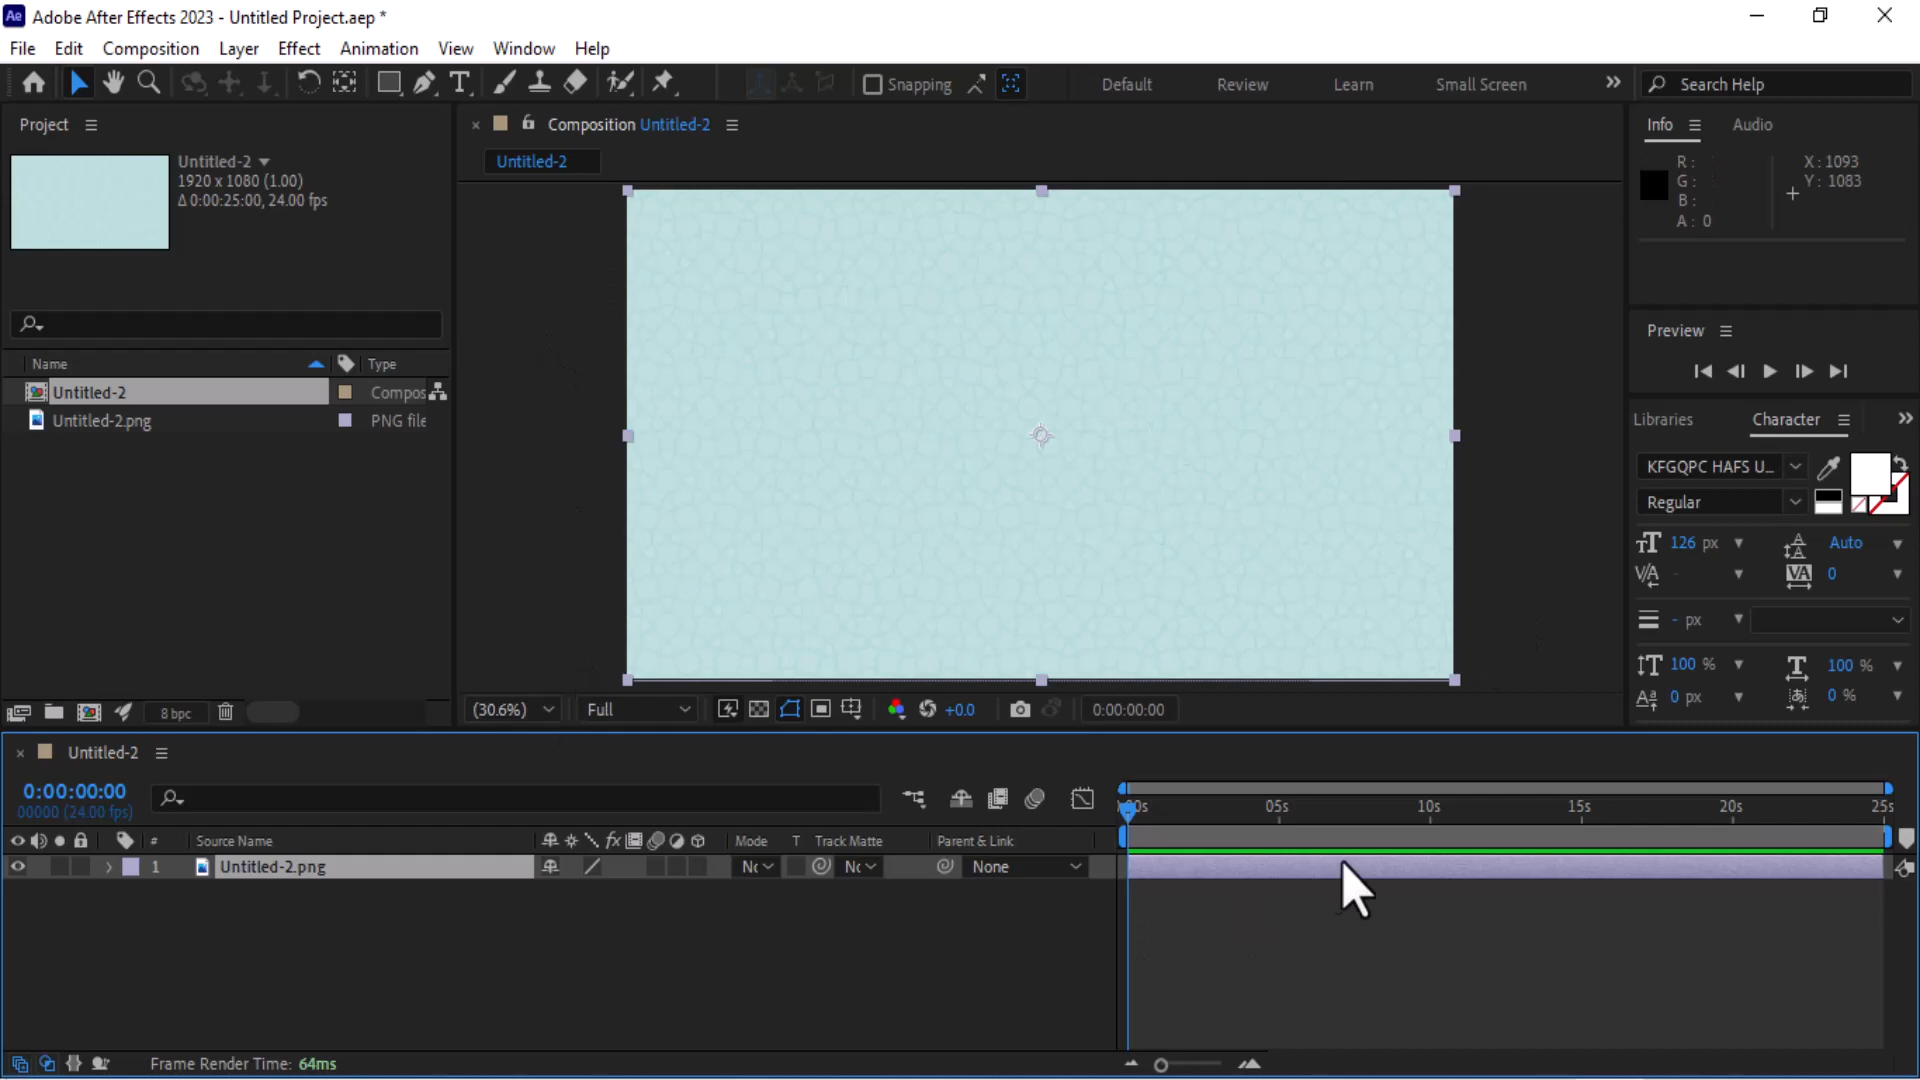 Adobe After Effects 2023 - Untitled Project.aep *
File Edit Composition Layer Effect Animation View Window Help
Snapping Default Review Learn Small Screen Search Help
Project
Composition Untitled-2
Info Audio
Untitled-2
1920 x 1080 (1.00)
Δ 0:00:25:00, 24.00 fps
Untitled-2
R :
G :
B :
A : 0
X : 1093
Y : 1083
Preview
Name Type
Untitled-2 Compos
Untitled-2.png PNG file
Libraries Character
KFGQPC HAFS U...
Regular
126 px Auto
- 0
- px
100 % 100 %
0 px 0 %
8 bpc
(30.6%) Full +0.0 0:00:00:00
Untitled-2
0:00:00:00
00000 (24.00 fps)
00s 05s 10s 15s 20s 25s
# Source Name fx Mode T Track Matte Parent & Link
1 Untitled-2.png Nc Nc None
Frame Render Time: 64ms